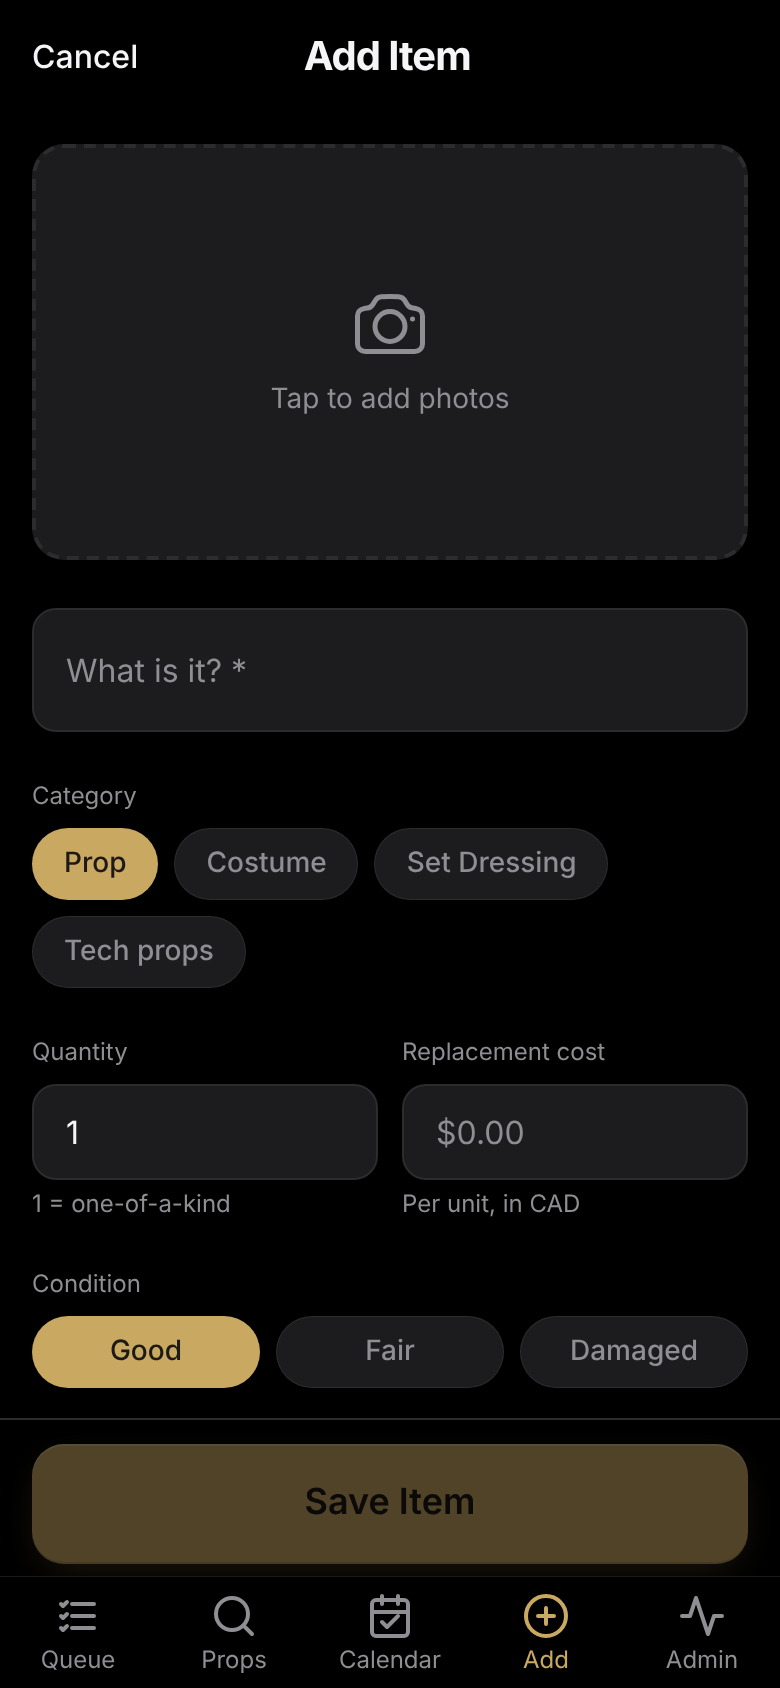 Cancel
Add Item
Tap to add photos
What is it? *
Category
Prop
Costume
Set Dressing
Tech props
Quantity
Replacement cost
1
$0.00
1 = one-of-a-kind
Per unit, in CAD
Condition
Good
Fair
Damaged
Save Item
Queue
Props
Calendar
Add
Admin